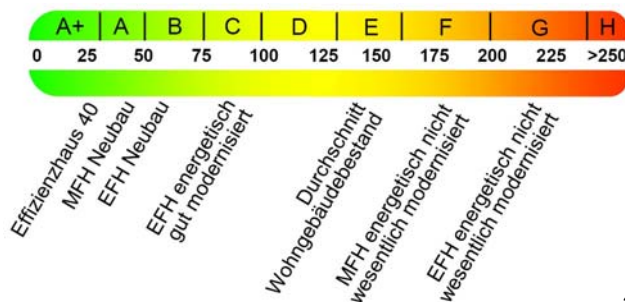 A+ A B C D E F G H
0 25 50 75 100 125 150 175 200 225 >250
Effizienzhaus 40
MFH Neubau
EFH Neubau
EFH energetisch
gut modernisiert
Durchschnitt
Wohngebäudebestand
MFH energetisch nicht
wesentlich modernisiert
EFH energetisch nicht
wesentlich modernisiert